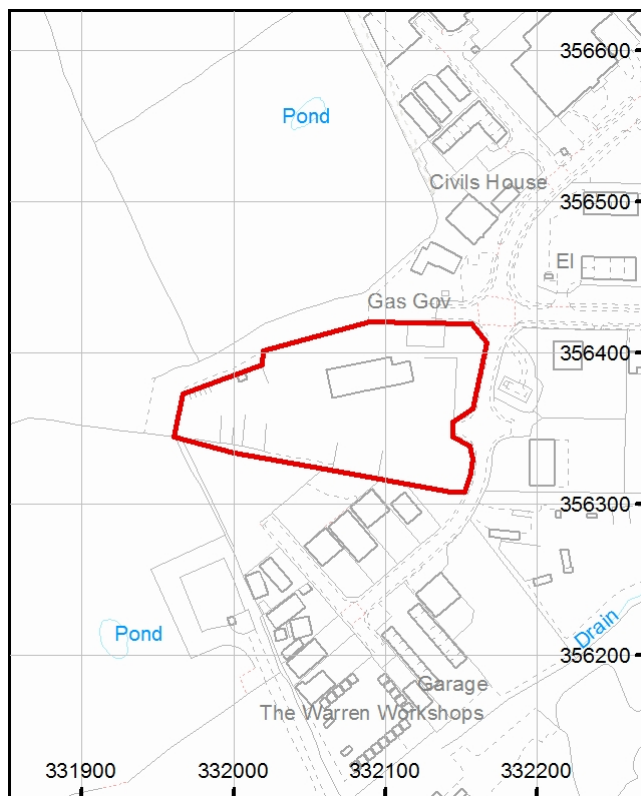 356600
Pond
Civils House
356500
El
Gas Gov
356400
356300
Drain
Pond
356200
Garage
The Warren Workshops
331900
332000
332100
332200